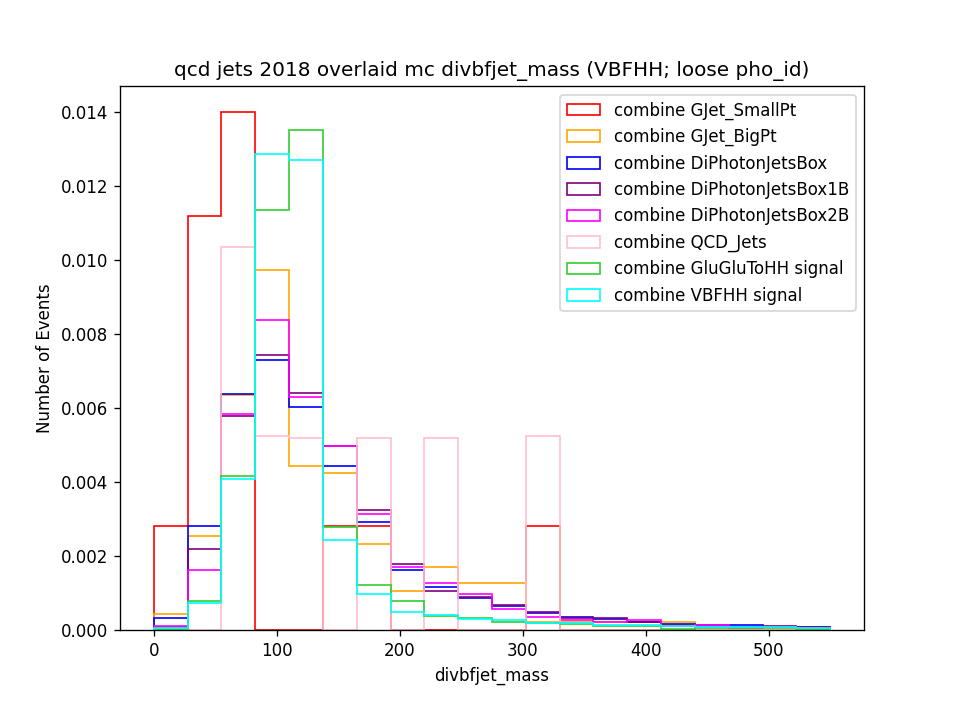 qcd jets 2018 overlaid mc divbfjet_mass (VBFHH; loose pho_id)
combine GJet_SmallPt
combine GJet_BigPt
combine DiPhotonJetsBox
combine DiPhotonJetsBox1B
combine DiPhotonJetsBox2B
combine QCD_Jets
combine GluGluToHH signal
combine VBFHH signal
Number of Events
0.014
0.012
0.010
0.008
0.006
0.004
0.002
0.000
0 100 200 300 400 500
divbfjet_mass